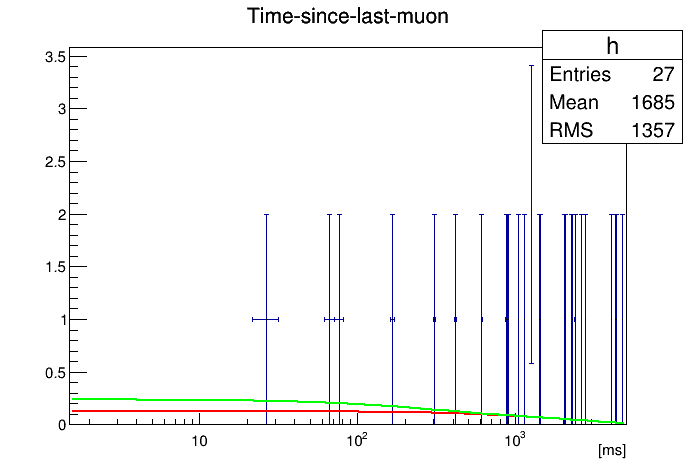 Time-since-last-muon
h
Entries 27
Mean 1685
RMS 1357
3.5
3
2.5
2
1.5
1
0.5
0
10
10²
10³
[ms]